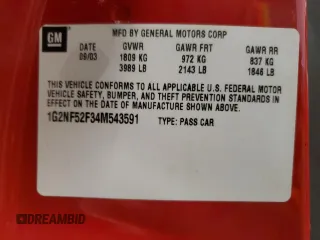 GM
MFD BY GENERAL MOTORS CORP
DATE GVWR GAWR FRT GAWR RR
09/03 1809 KG 972 KG 837 KG
3989 LB 2143 LB 1846 LB
THIS VEHICLE CONFORMS TO ALL APPLICABLE U.S. FEDERAL MOTOR
VEHICLE SAFETY, BUMPER, AND THEFT PREVENTION STANDARDS IN
EFFECT ON THE DATE OF MANUFACTURE SHOWN ABOVE.
1G2NF52F34M543591 TYPE: PASS CAR
DREAMBID